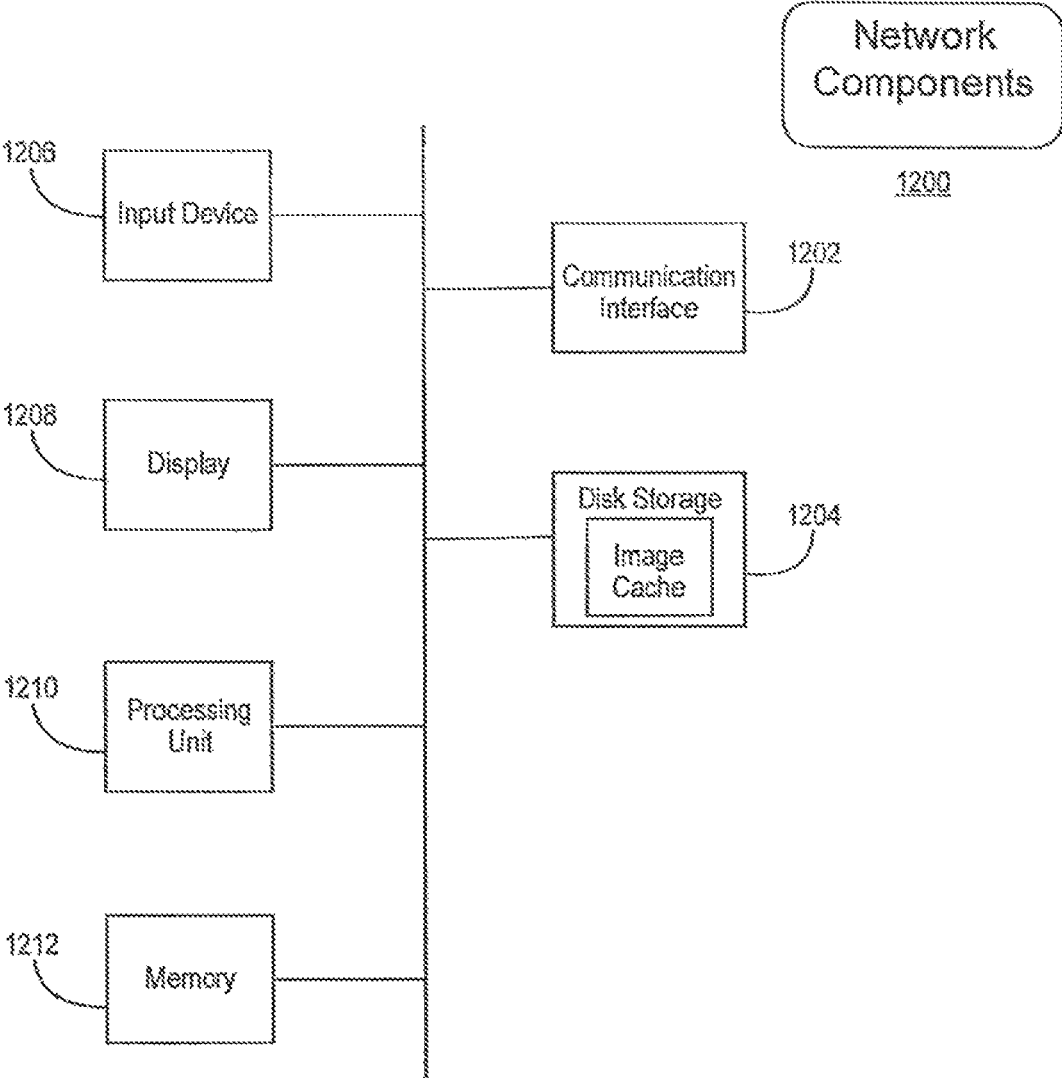 Network
Components
1200
1206
Input Device
1202
Communication
Interface
1208
Display
Disk Storage
1204
Image
Cache
1210
Processing
Unit
1212
Memory